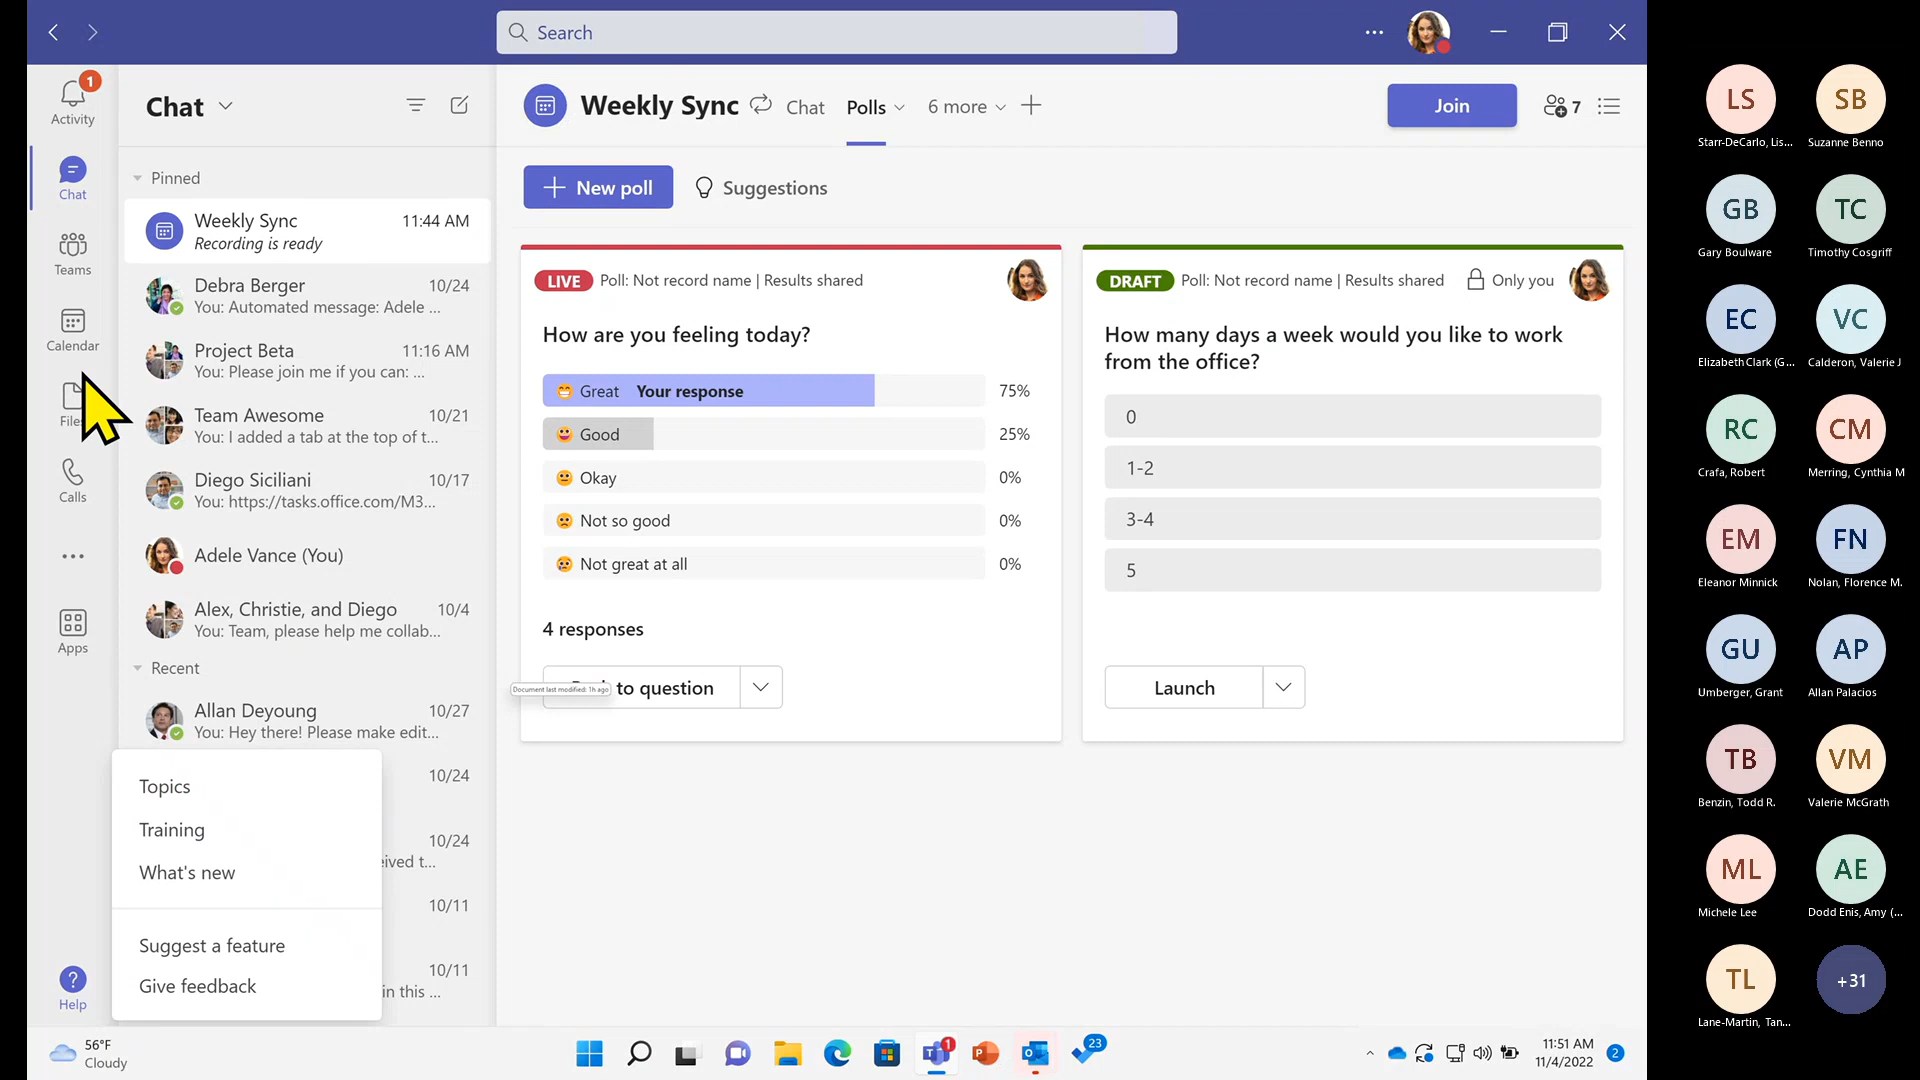 Search
1
Activity
Chat
Teams
Calendar
Files
Calls
Apps
Help
Chat
Pinned
Weekly Sync 11:44 AM
Recording is ready
Debra Berger 10/24
You: Automated message: Adele ...
Project Beta 11:16 AM
You: Please join me if you can: ...
Team Awesome 10/21
You: I added a tab at the top of t...
Diego Siciliani 10/17
You: https://tasks.office.com/M3...
Adele Vance (You)
Alex, Christie, and Diego 10/4
You: Team, please help me collab...
Recent
Allan Deyoung 10/27
You: Hey there! Please make edit...
10/24
10/24
eived t...
10/11
10/11
in this ...
Topics
Training
What's new
Suggest a feature
Give feedback
Weekly Sync Chat Polls 6 more
Join 7
New poll Suggestions
LIVE Poll: Not record name | Results shared
How are you feeling today?
Great Your response 75%
Good 25%
Okay 0%
Not so good 0%
Not great at all 0%
4 responses
to question
Document last modified: 1h ago
DRAFT Poll: Not record name | Results shared Only you
How many days a week would you like to work
from the office?
0
1-2
3-4
5
Launch
LS SB
Starr-DeCarlo, Lis... Suzanne Benno
GB TC
Gary Boulware Timothy Cosgriff
EC VC
Elizabeth Clark (G... Calderon, Valerie J
RC CM
Crafa, Robert Merring, Cynthia M
EM FN
Eleanor Minnick Nolan, Florence M.
GU AP
Umberger, Grant Allan Palacios
TB VM
Benzin, Todd R. Valerie McGrath
ML AE
Michele Lee Dodd Enis, Amy (...
TL +31
Lane-Martin, Tan...
56°F
Cloudy
1
23
11:51 AM
11/4/2022
2